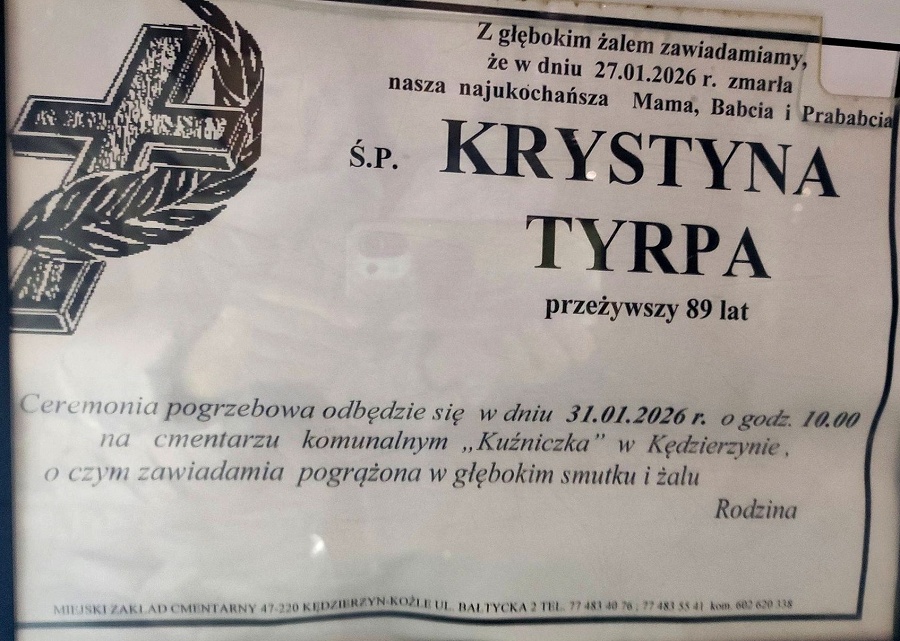 Z głębokim żalem zawiadamiamy,
że w dniu 27.01.2026 r. zmarła
nasza najukochańsza Mama, Babcia i Prababcia
Ś.P. KRYSTYNA
TYRPA
przeżywszy 89 lat
Ceremonia pogrzebowa odbędzie się w dniu 31.01.2026 r. o godz. 10.00
na cmentarzu komunalnym „Kuźniczka” w Kędzierzynie,
o czym zawiadamia pogrążona w głębokim smutku i żalu
Rodzina
MIEJSKI ZAKŁAD CMENTARNY 47-220 KĘDZIERZYN-KOŹLE UL. BAŁTYCKA 2 TEL. 77 483 40 76 ; 77 483 55 41 kom. 602 620 338